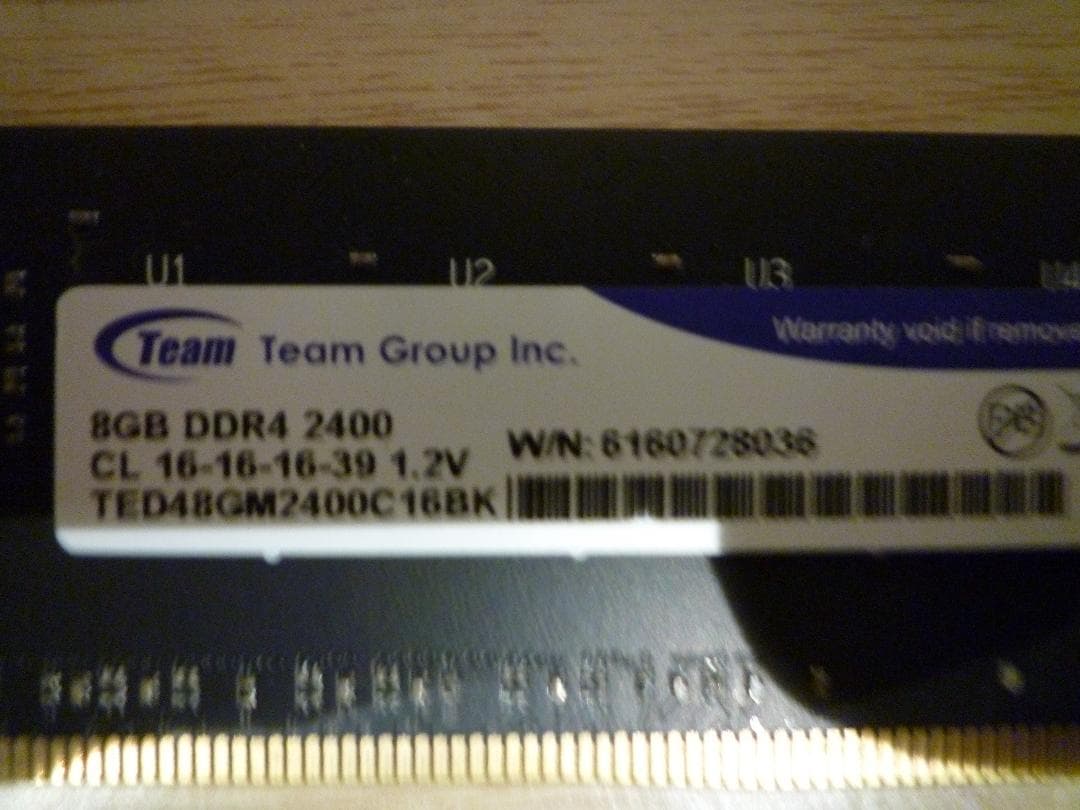 U1 U2 U3 U4
Team Team Group Inc.
Warranty void if remove
8GB DDR4 2400
CL 16-16-16-39 1.2V
W/N: 6160728036
TED48GM2400C16BK